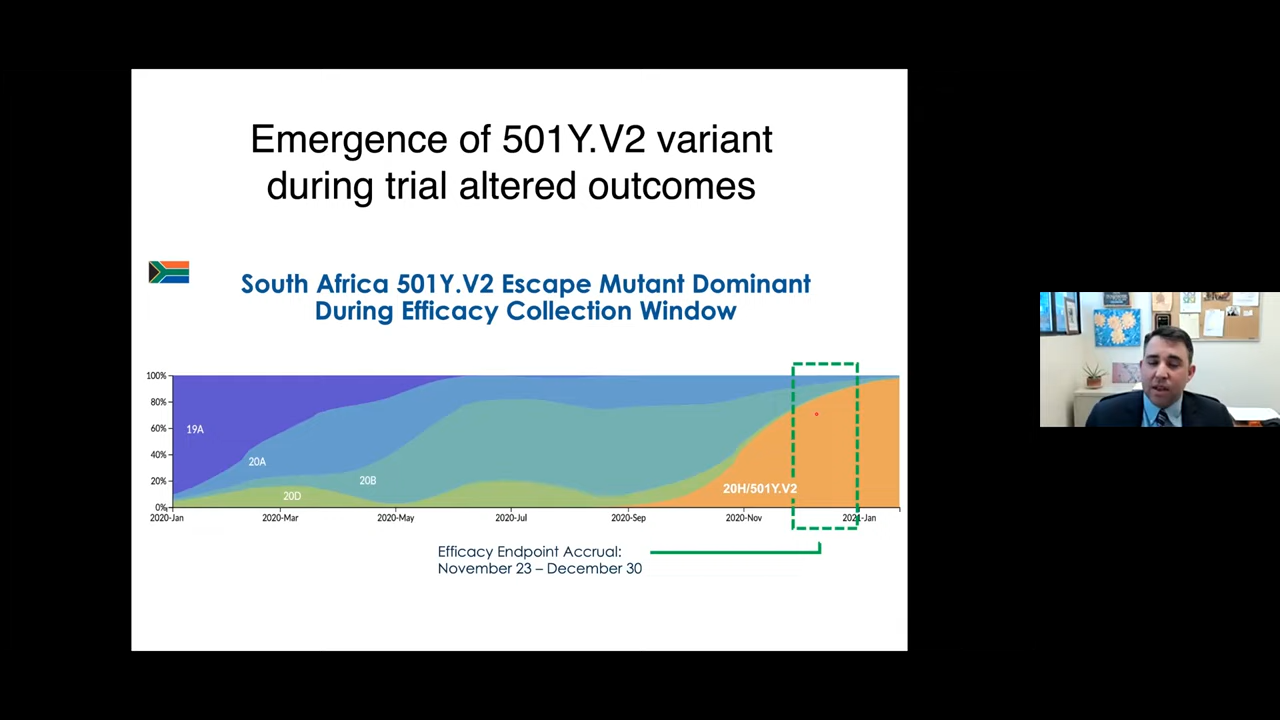 Emergence of 501Y.V2 variant
during trial altered outcomes
South Africa 501Y.V2 Escape Mutant Dominant
During Efficacy Collection Window
100%
80%
60%
40%
20%
0%
19A
20A
20B
20D
20H/501Y.V2
2020-Jan
2020-Mar
2020-May
2020-Jul
2020-Sep
2020-Nov
2021-Jan
Efficacy Endpoint Accrual:
November 23 – December 30